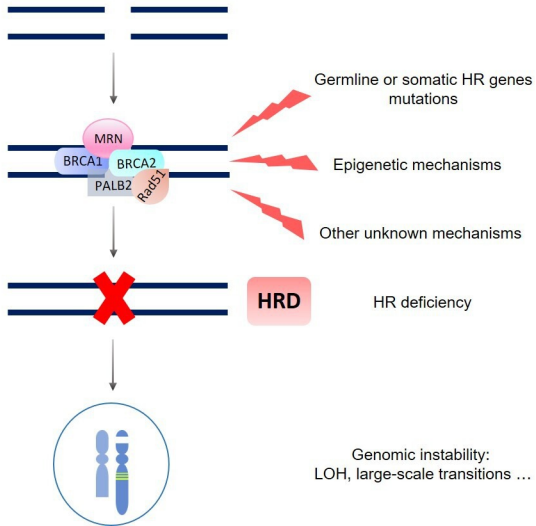 Germline or somatic HR genes
mutations
MRN
BRCA1
BRCA2
PALB2
Rad51
Epigenetic mechanisms
Other unknown mechanisms
HRD
HR deficiency
Genomic instability:
LOH, large-scale transitions ...